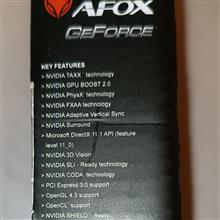 AFOX
GEFORCE
KEY FEATURES
» NVIDIA TAXX technology
» NVIDIA GPU BOOST 2.0
» NVIDIA PhysX technology
» NVIDIA FXAA technology
» NVIDIA Adaptive Vertical Sync
» NVIDIA Surround
» Microsoft DirectX 11.1 API (feature
level 11_0)
» NVIDIA 3D Vision
» NVIDIA SLI - Ready technology
» NVIDIA CODA technology
» PCI Express 3.0 support
» OpenGL 4.3 support
» OpenCL support
» NVIDIA SHIELD - Ready